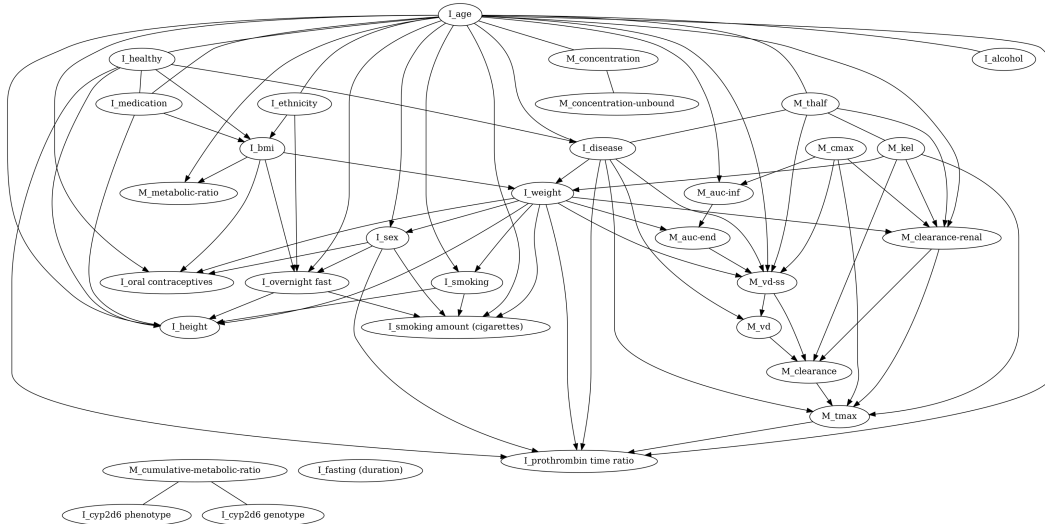 I_age
I_healthy
M_concentration
I_alcohol
I_medication
I_ethnicity
M_concentration-unbound
M_thalf
I_bmi
I_disease
M_cmax
M_kel
M_metabolic-ratio
I_weight
M_auc-inf
I_sex
M_auc-end
M_clearance-renal
I_oral contraceptives
I_overnight fast
I_smoking
M_vd-ss
I_height
I_smoking amount (cigarettes)
M_vd
M_clearance
M_tmax
I_prothrombin time ratio
M_cumulative-metabolic-ratio
I_fasting (duration)
I_cyp2d6 phenotype
I_cyp2d6 genotype